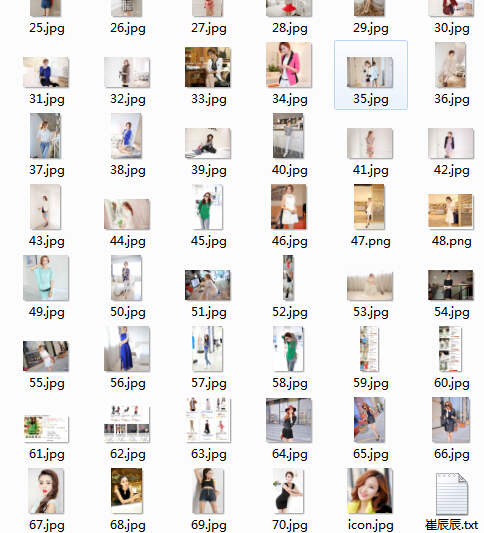 25.jpg 26.jpg 27.jpg 28.jpg 29.jpg 30.jpg
31.jpg 32.jpg 33.jpg 34.jpg 35.jpg 36.jpg
37.jpg 38.jpg 39.jpg 40.jpg 41.jpg 42.jpg
43.jpg 44.jpg 45.jpg 46.jpg 47.png 48.png
49.jpg 50.jpg 51.jpg 52.jpg 53.jpg 54.jpg
55.jpg 56.jpg 57.jpg 58.jpg 59.jpg 60.jpg
61.jpg 62.jpg 63.jpg 64.jpg 65.jpg 66.jpg
67.jpg 68.jpg 69.jpg 70.jpg icon.jpg 崔辰辰.txt